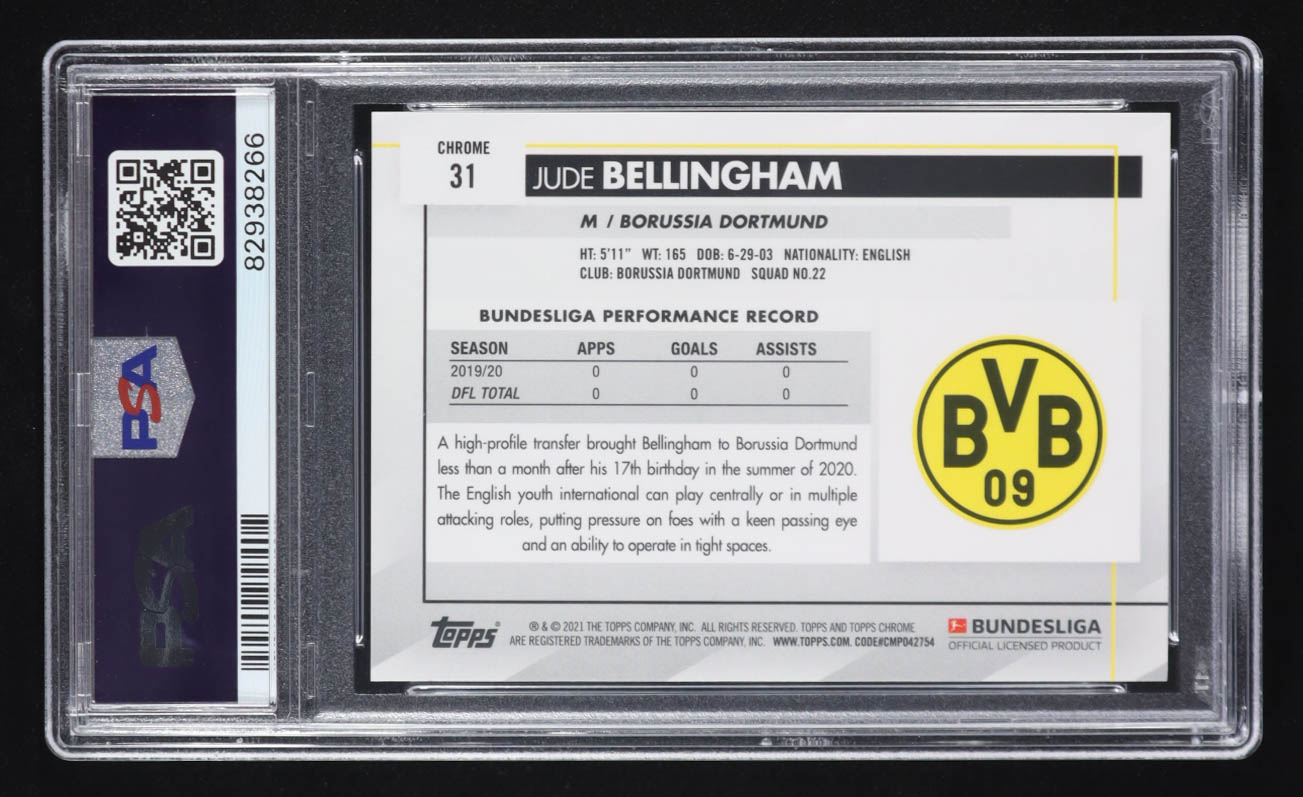 82938266
PSA
PSA
CHROME
31
JUDE BELLINGHAM
M / BORUSSIA DORTMUND
HT: 5'11" WT: 165 DOB: 6-29-03 NATIONALITY: ENGLISH
CLUB: BORUSSIA DORTMUND SQUAD NO.22
BUNDESLIGA PERFORMANCE RECORD
SEASON APPS GOALS ASSISTS
2019/20 0 0 0
DFL TOTAL 0 0 0
A high-profile transfer brought Bellingham to Borussia Dortmund
less than a month after his 17th birthday in the summer of 2020.
The English youth international can play centrally or in multiple
attacking roles, putting pressure on foes with a keen passing eye
and an ability to operate in tight spaces.
BVB
09
Topps
® & © 2021 THE TOPPS COMPANY, INC. ALL RIGHTS RESERVED. TOPPS AND TOPPS CHROME
ARE REGISTERED TRADEMARKS OF THE TOPPS COMPANY, INC. WWW.TOPPS.COM. CODE#CMP042754
BUNDESLIGA
OFFICIAL LICENSED PRODUCT